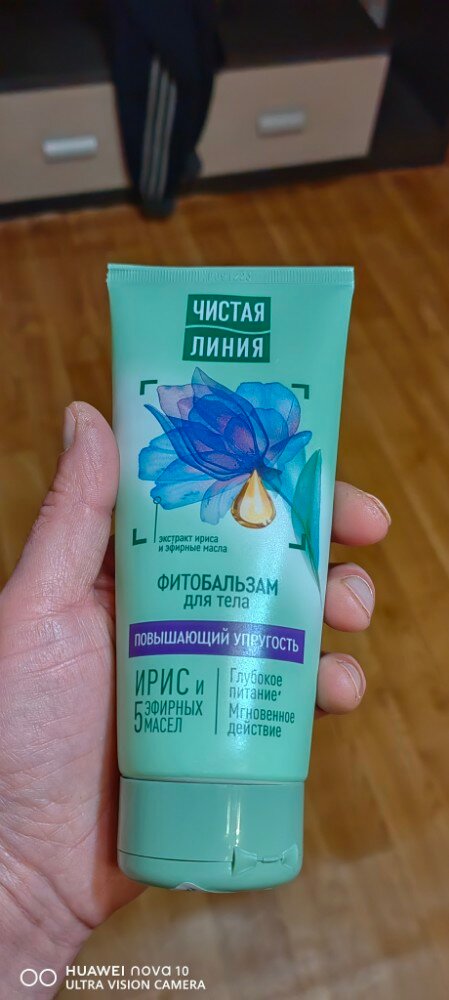 ЧИСТАЯ
ЛИНИЯ
экстракт ириса
и эфирные масла
ФИТОБАЛЬЗАМ
для тела
ПОВЫШАЮЩИЙ УПРУГОСТЬ
ИРИС и
5 ЭФИРНЫХ
МАСЕЛ
Глубокое
питание*
Мгновенное
действие
HUAWEI nova 10
ULTRA VISION CAMERA